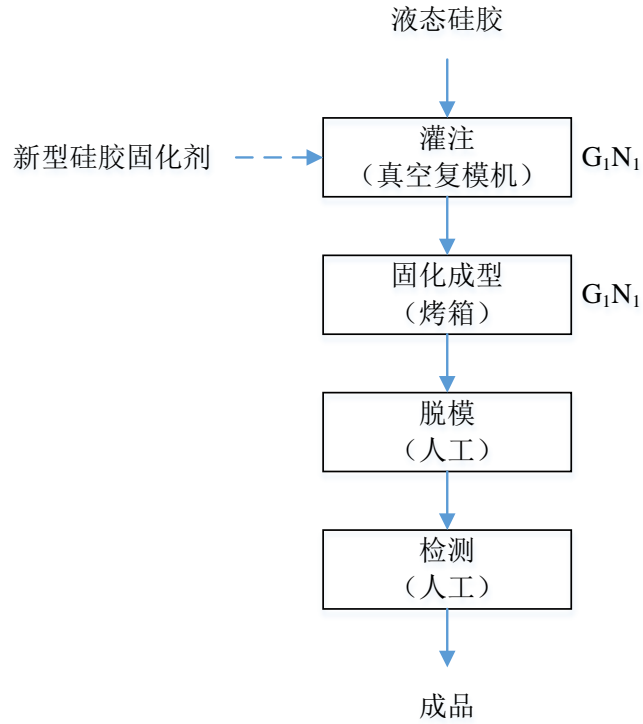 液态硅胶
灌注
（真空复模机）
新型硅胶固化剂
G₁N₁
固化成型
（烤箱）
G₁N₁
脱模
（人工）
检测
（人工）
成品